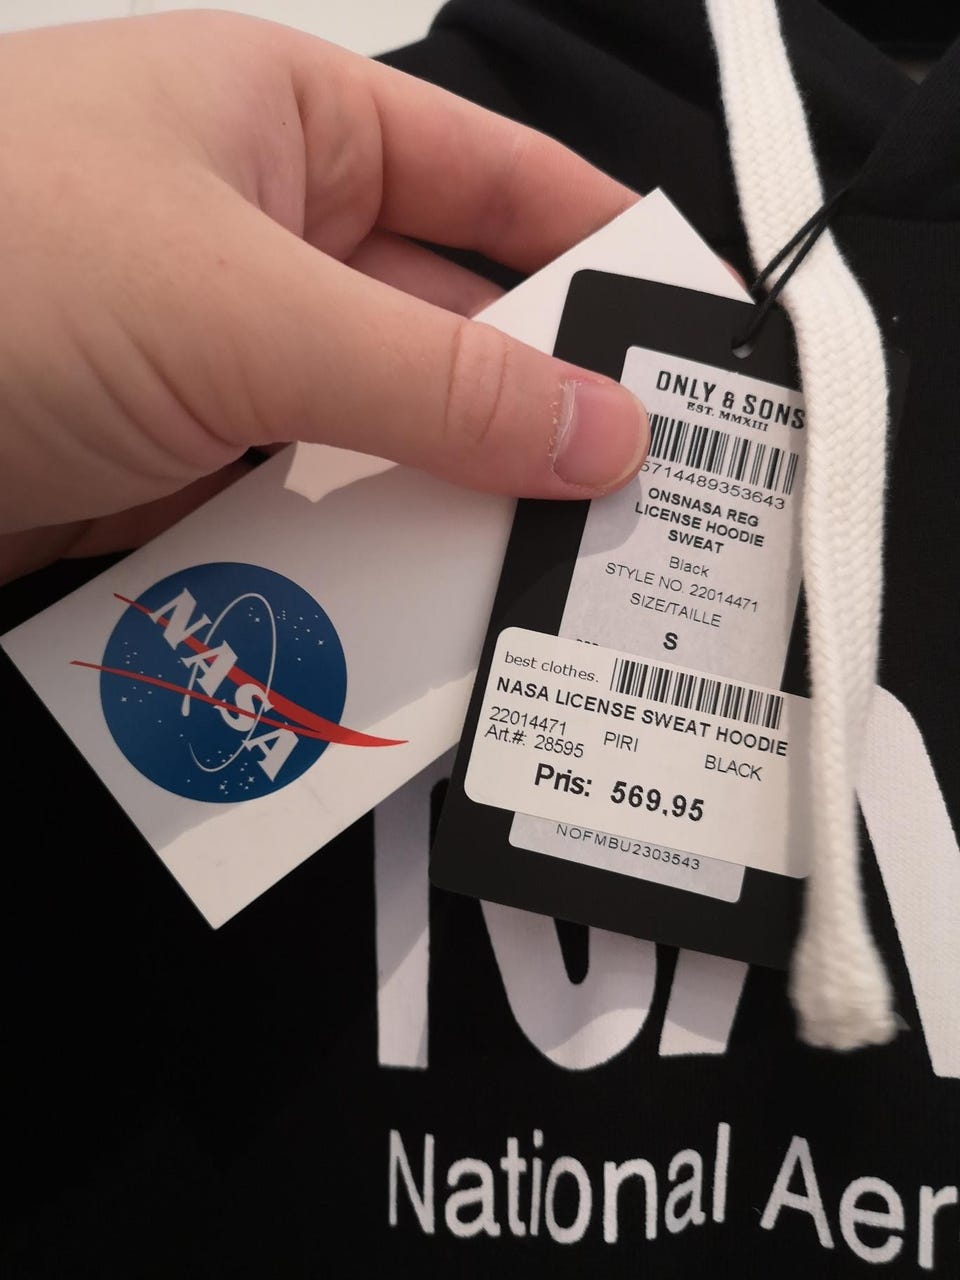 ONLY & SONS
EST. MMXIII
5714489353643
ONSNASA REG
LICENSE HOODIE
SWEAT
Black
STYLE NO. 22014471
SIZE/TAILLE
S
best clothes.
NASA LICENSE SWEAT HOODIE
22014471 PIRI BLACK
Art.#: 28595
Pris: 569.95
NOFMBU2303543
NASA
National Aer